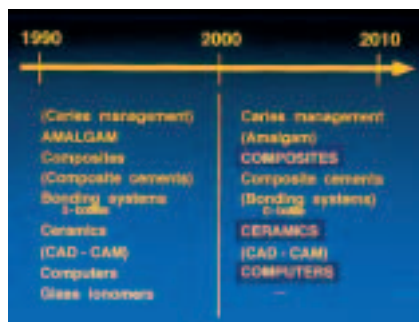 1990 2000 2010
(Caries management) Caries management
AMALGAM (Amalgam)
Composites COMPOSITES
(Composite cements) Composite cements
Bonding systems (Bonding systems)
Ceramics CERAMICS
(CAD - CAM) (CAD - CAM)
Computers COMPUTERS
Glass ionomers —